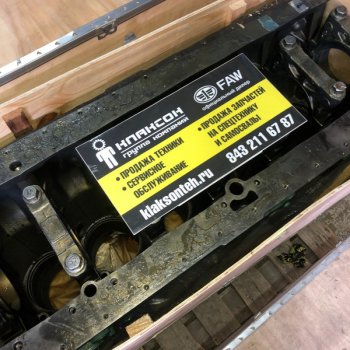 КЛАКСОН
ГРУППА КОМПАНИЙ
FAW
официальный дилер
• ПРОДАЖА ТЕХНИКИ
• СЕРВИСНОЕ
ОБСЛУЖИВАНИЕ
• ПРОДАЖА ЗАПЧАСТЕЙ
НА СПЕЦТЕХНИКУ
И САМОСВАЛЫ
klaksonteh.ru
849 211 67 87